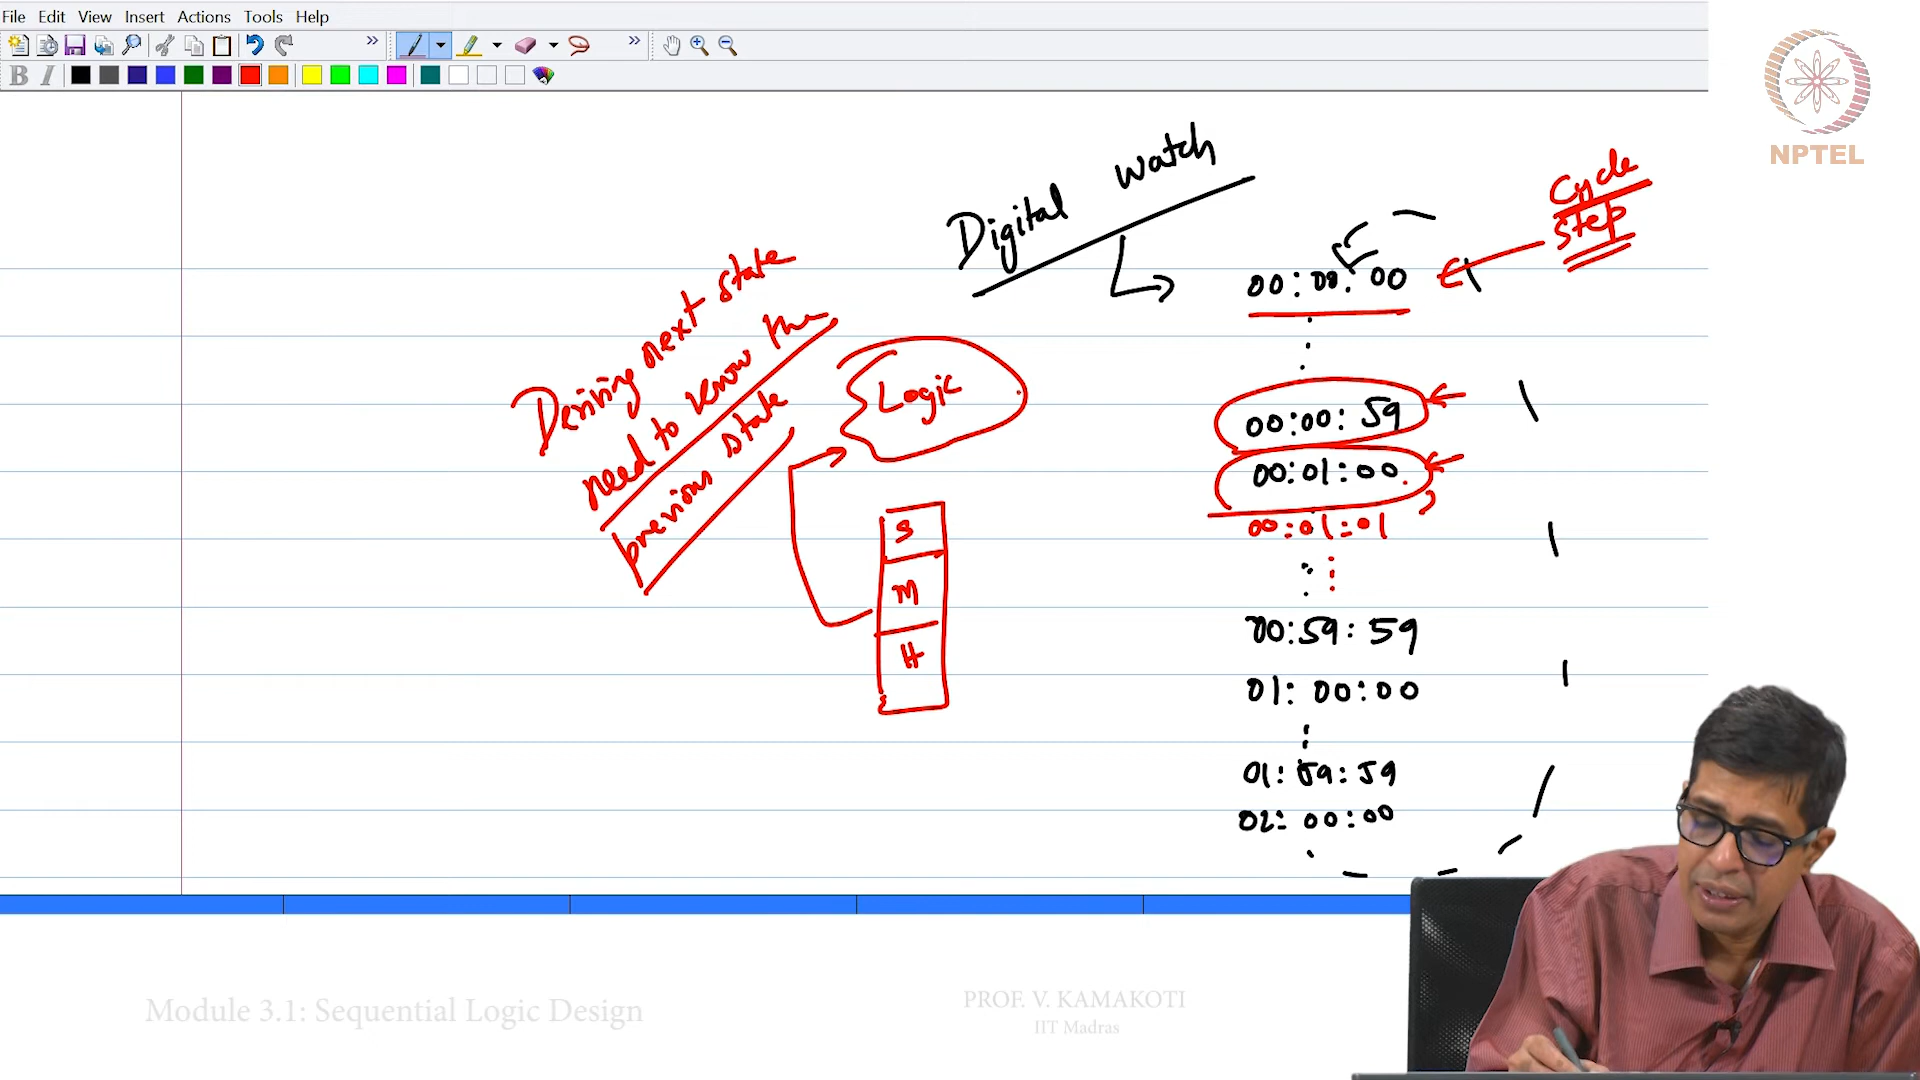 File Edit View Insert Actions Tools Help
B I
NPTEL
Digital watch
Cycle
step
00:00:00
Deriving next state
need to know the
previous state
Logic
S
M
H
00:00:59
00:01:00
00:01:01
00:59:59
01:00:00
01:59:59
02:00:00
Module 3.1: Sequential Logic Design
PROF. V. KAMAKOTI
IIT Madras